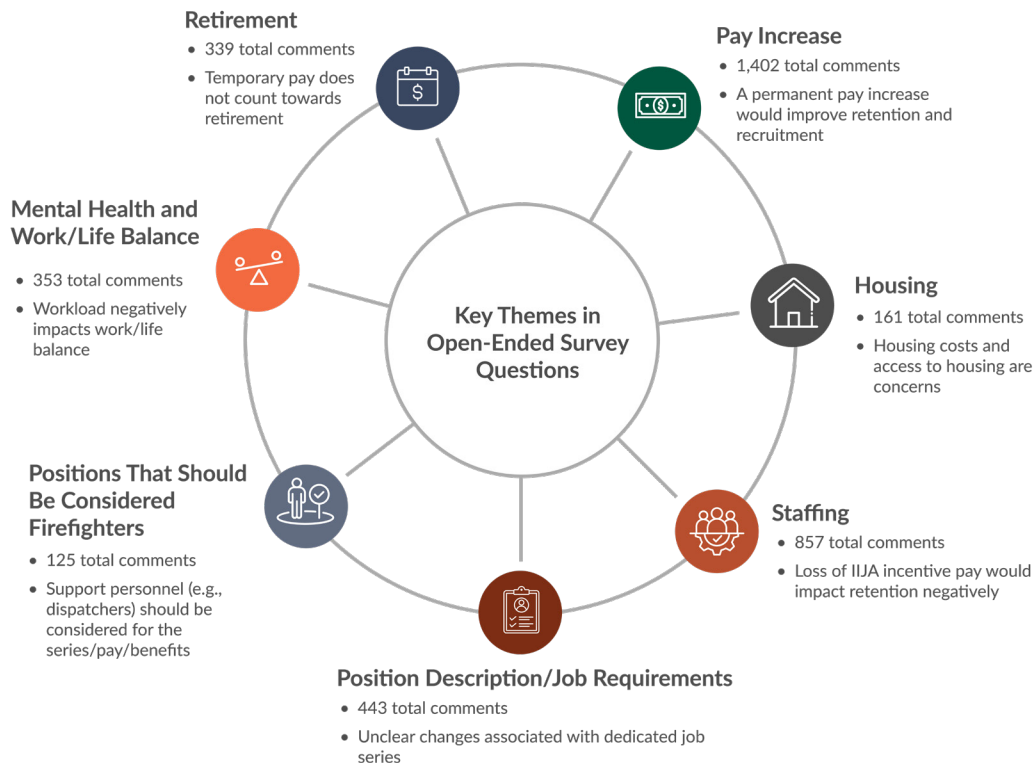 Retirement
• 339 total comments
• Temporary pay does
not count towards
retirement
Pay Increase
• 1,402 total comments
• A permanent pay increase
would improve retention and
recruitment
Mental Health and
Work/Life Balance
• 353 total comments
• Workload negatively
impacts work/life
balance
Key Themes in
Open-Ended Survey
Questions
Housing
• 161 total comments
• Housing costs and
access to housing are
concerns
Positions That Should
Be Considered
Firefighters
• 125 total comments
• Support personnel (e.g.,
dispatchers) should be
considered for the
series/pay/benefits
Staffing
• 857 total comments
• Loss of IIJA incentive pay would
impact retention negatively
Position Description/Job Requirements
• 443 total comments
• Unclear changes associated with dedicated job
series